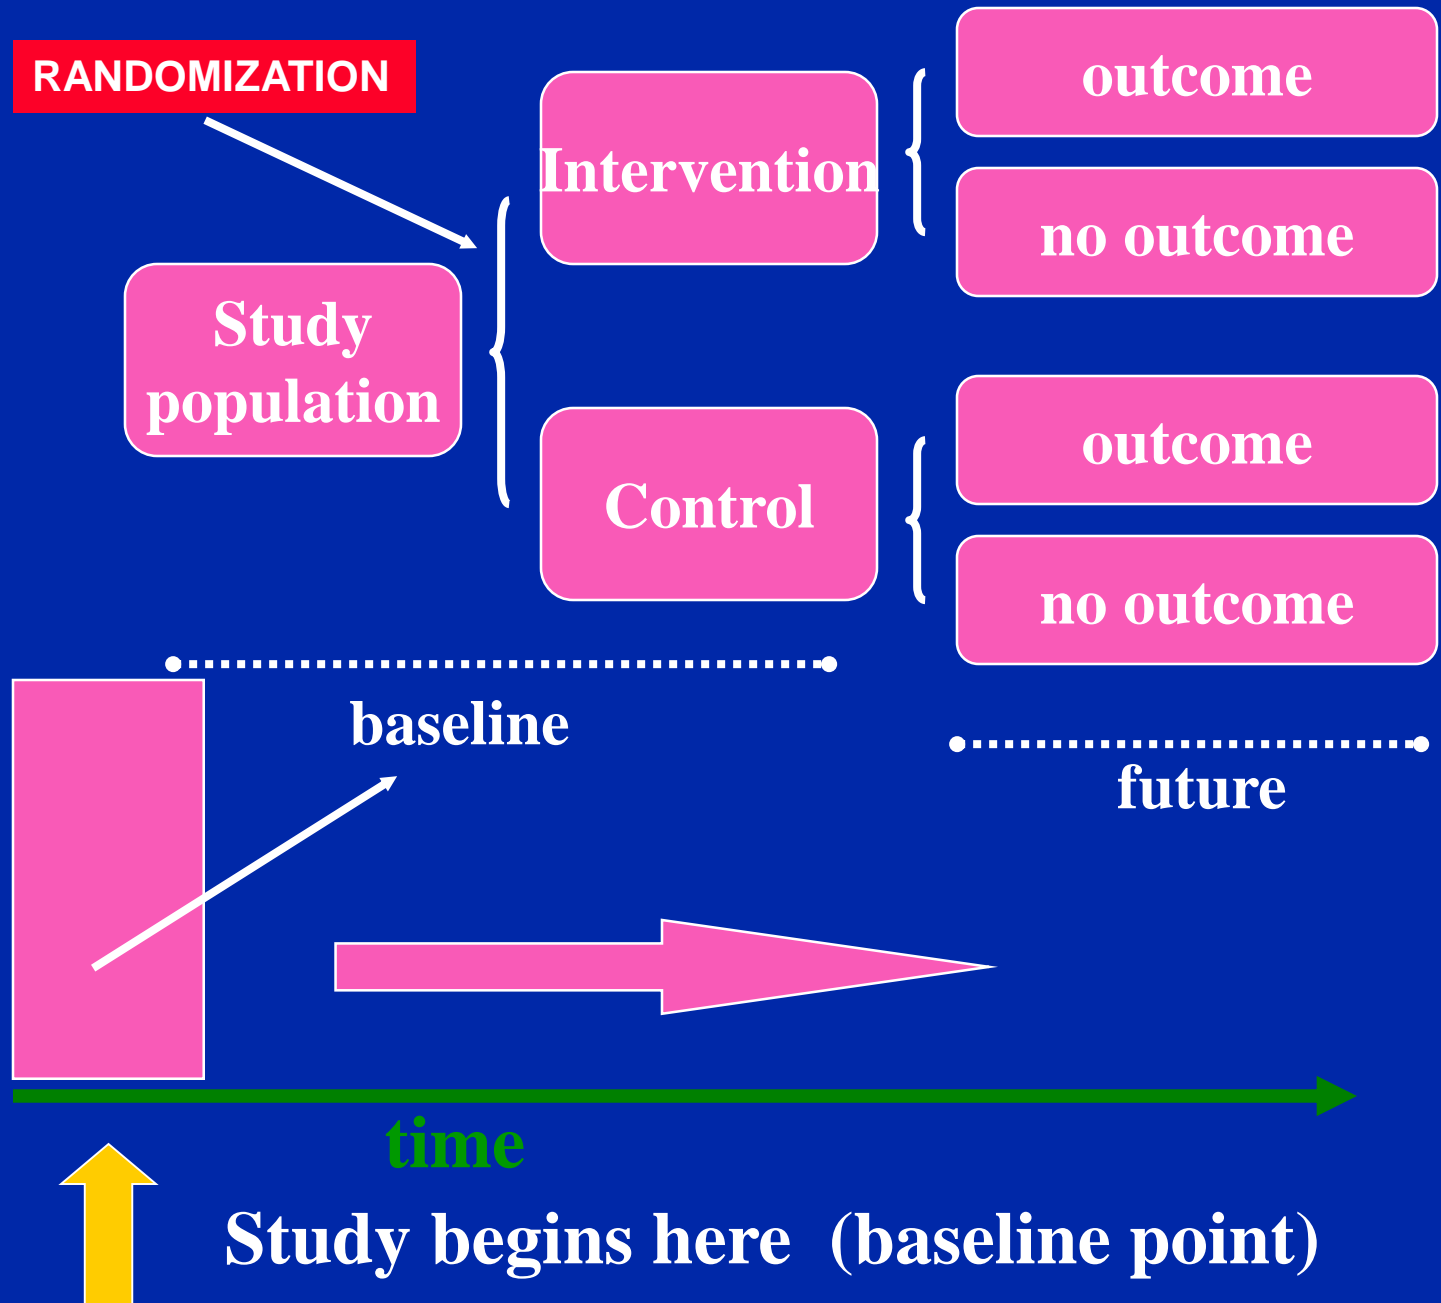 RANDOMIZATION
Study
population
Intervention
outcome
no outcome
Control
outcome
no outcome
baseline
future
time
Study begins here (baseline point)